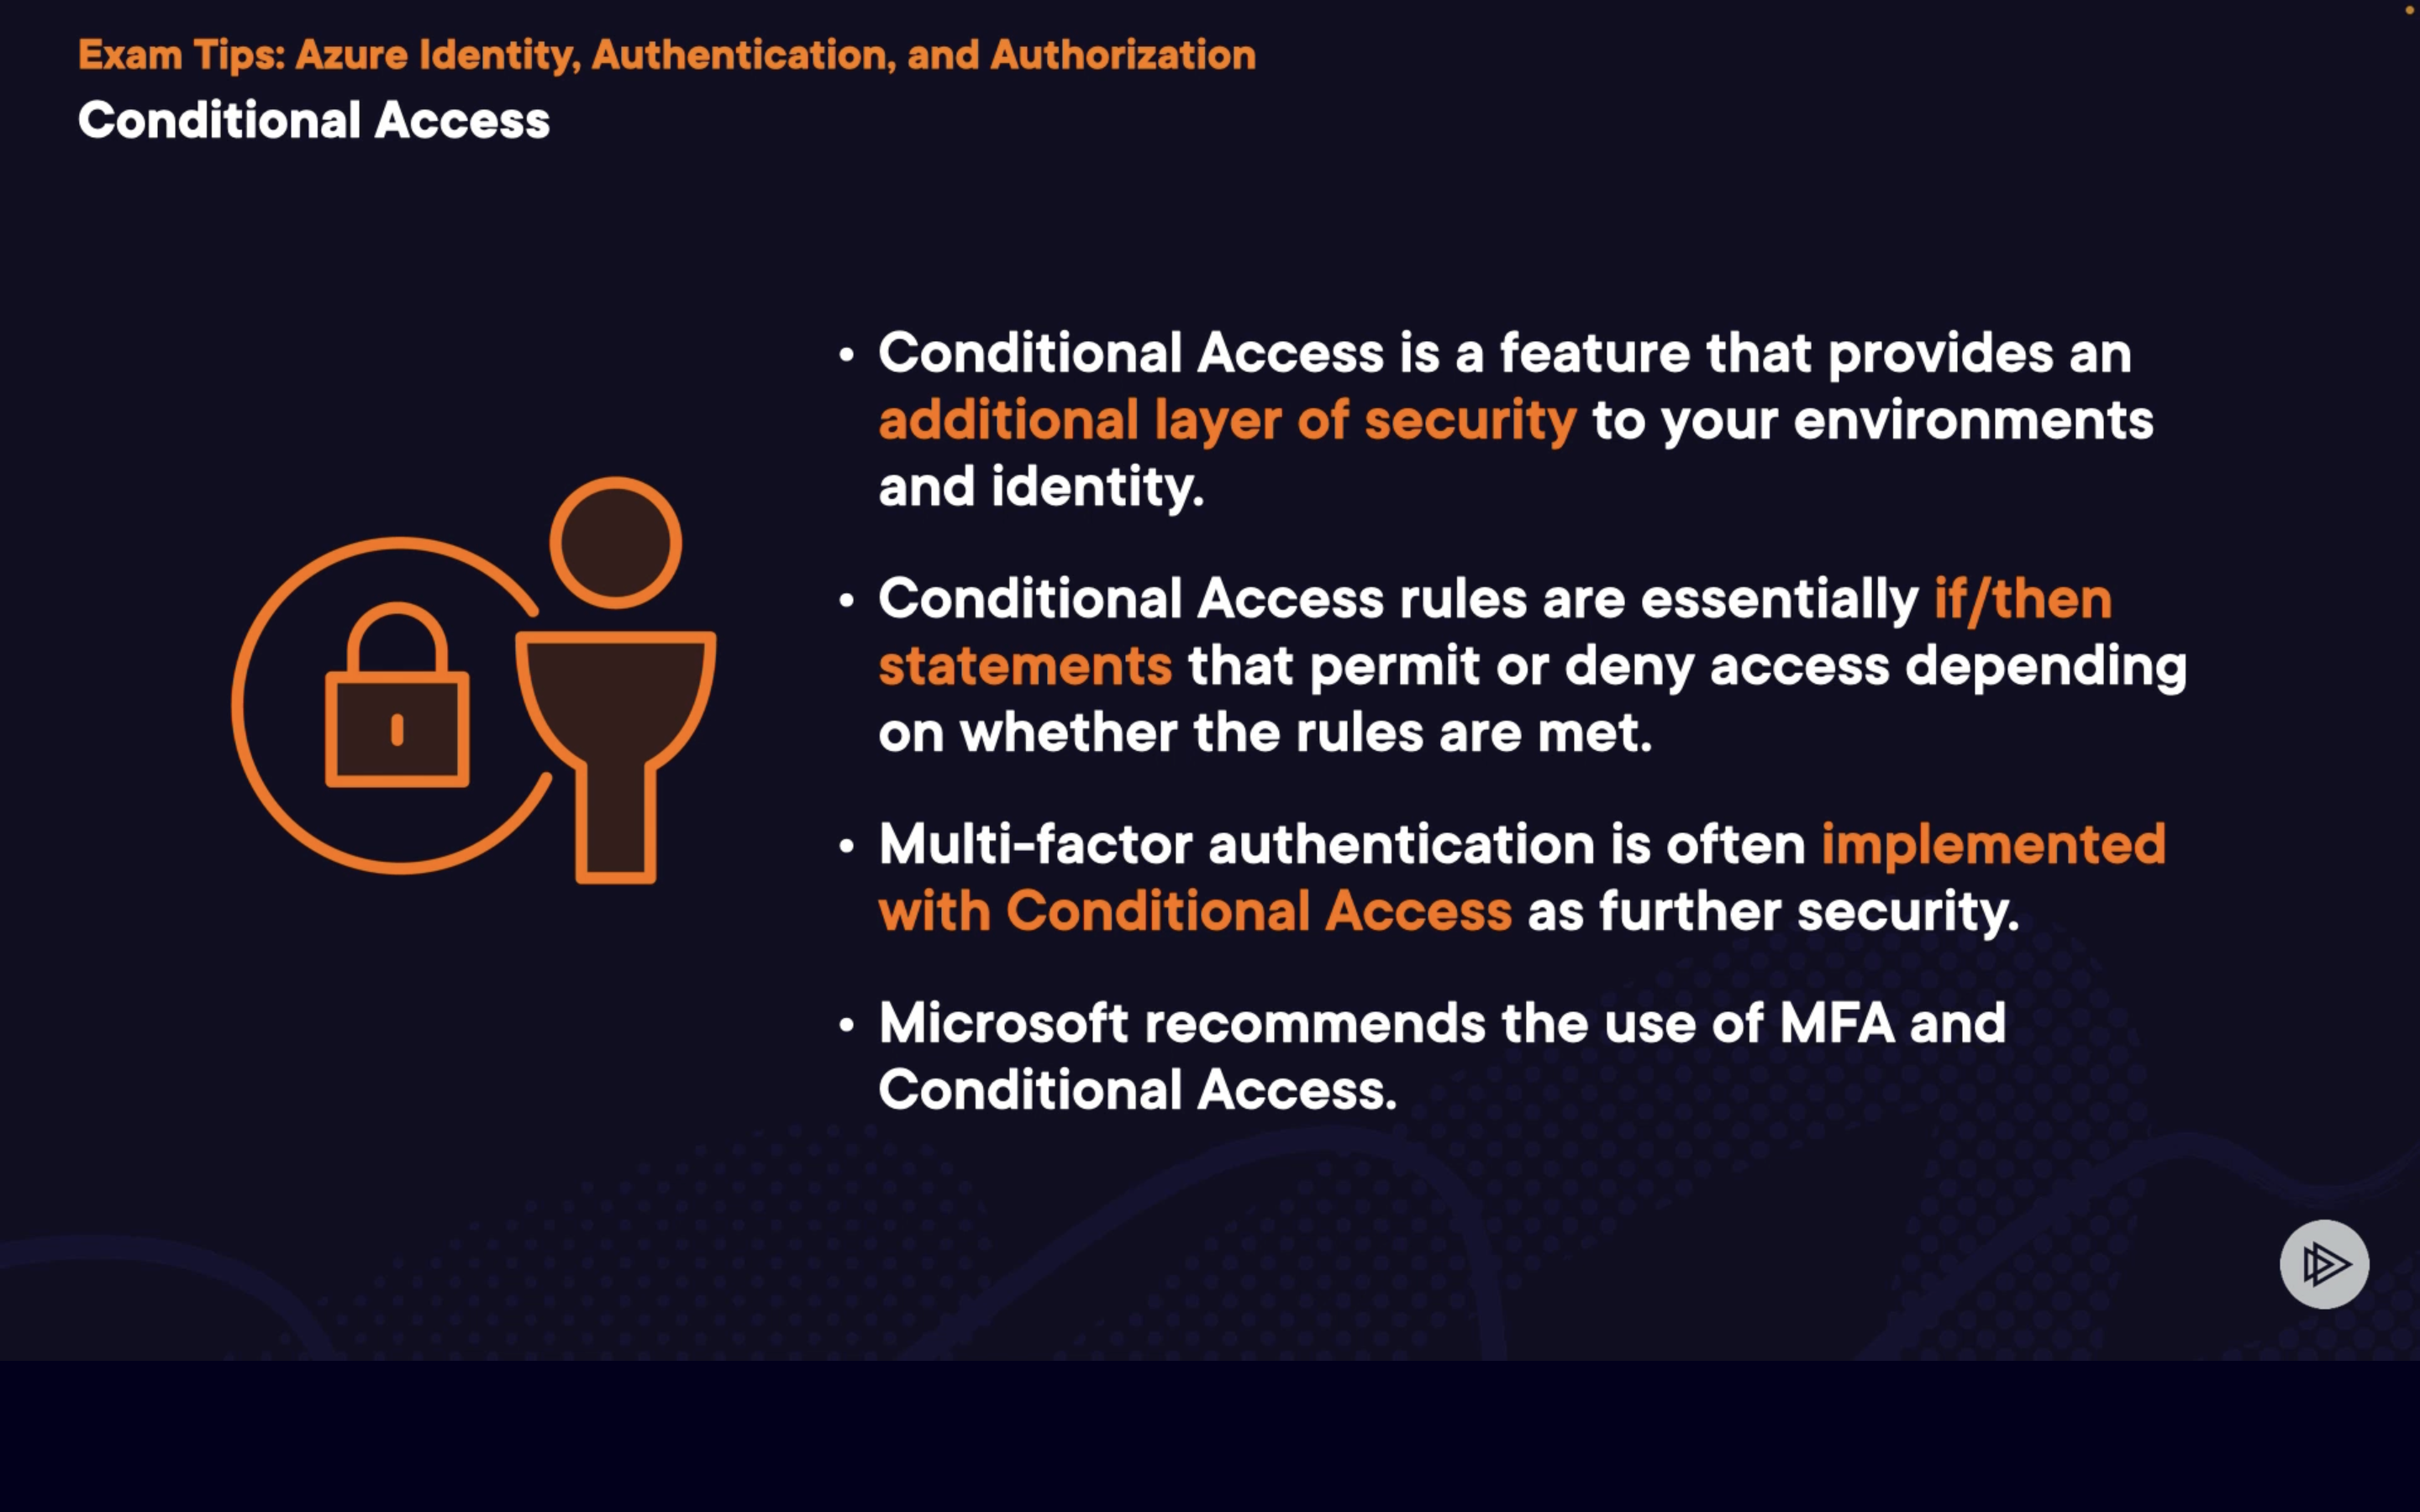 Exam Tips: Azure Identity, Authentication, and Authorization
Conditional Access
• Conditional Access is a feature that provides an
additional layer of security to your environments
and identity.
• Conditional Access rules are essentially if/then
statements that permit or deny access depending
on whether the rules are met.
• Multi-factor authentication is often implemented
with Conditional Access as further security.
• Microsoft recommends the use of MFA and
Conditional Access.